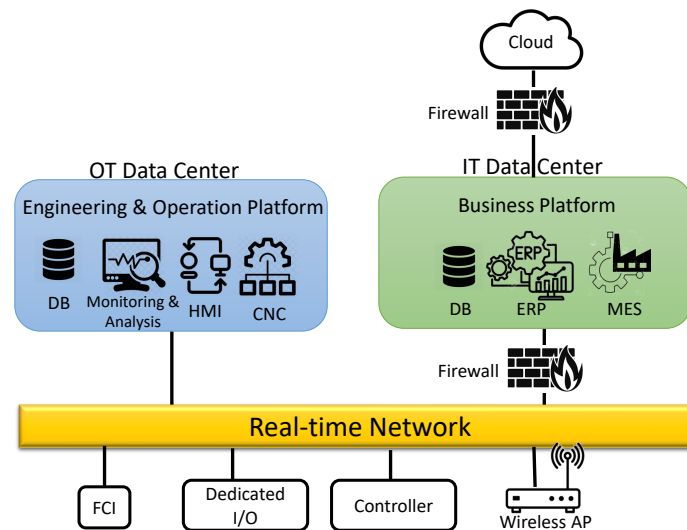 Cloud
Firewall
OT Data Center
IT Data Center
Engineering & Operation Platform
Business Platform
ERP
DB
Monitoring &
Analysis
HMI
CNC
DB
ERP
MES
Firewall
Real-time Network
FCI
Dedicated
I/O
Controller
Wireless AP